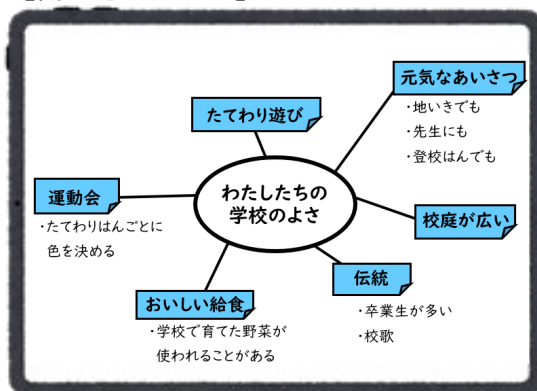 元気なあいさつ
・地いきでも
・先生にも
・登校はんでも
たてわり遊び
わたしたちの
学校のよさ
運動会
・たてわりはんごとに
色を決める
校庭が広い
伝統
・卒業生が多い
・校歌
おいしい給食
・学校で育てた野菜が
使われることがある